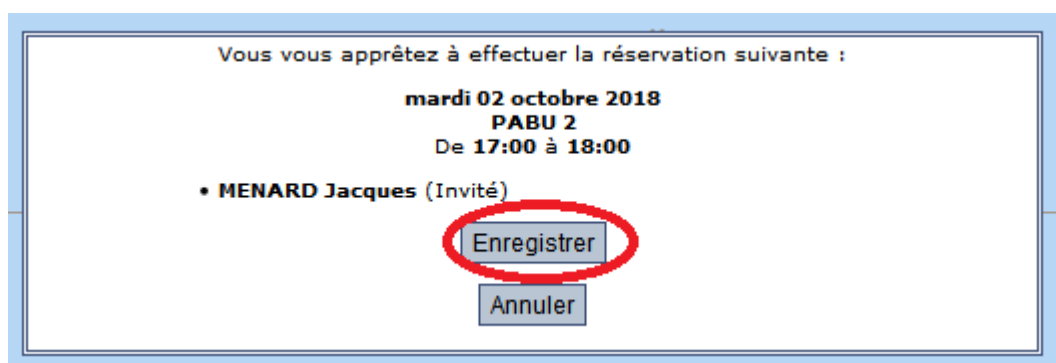 Vous vous apprêtez à effectuer la réservation suivante :
mardi 02 octobre 2018
PABU 2
De 17:00 à 18:00
• MENARD Jacques (Invité)
Enregistrer
Annuler